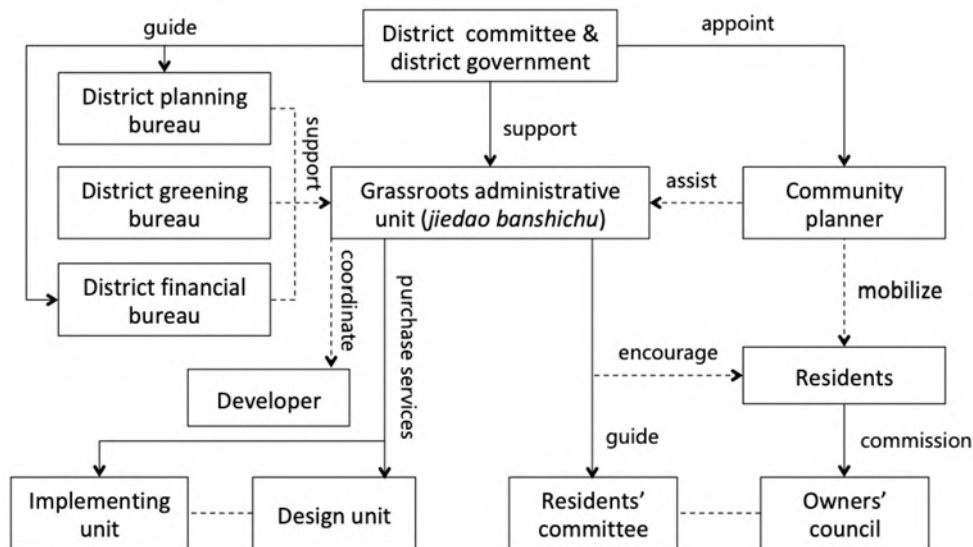 guide
District committee &
district government
appoint
District planning
bureau
support
support
District greening
bureau
Grassroots administrative
unit (jiedao banshichu)
assist
Community
planner
District financial
bureau
coordinate
purchase services
mobilize
encourage
Residents
Developer
guide
commission
Implementing
unit
Design unit
Residents’
committee
Owners’
council